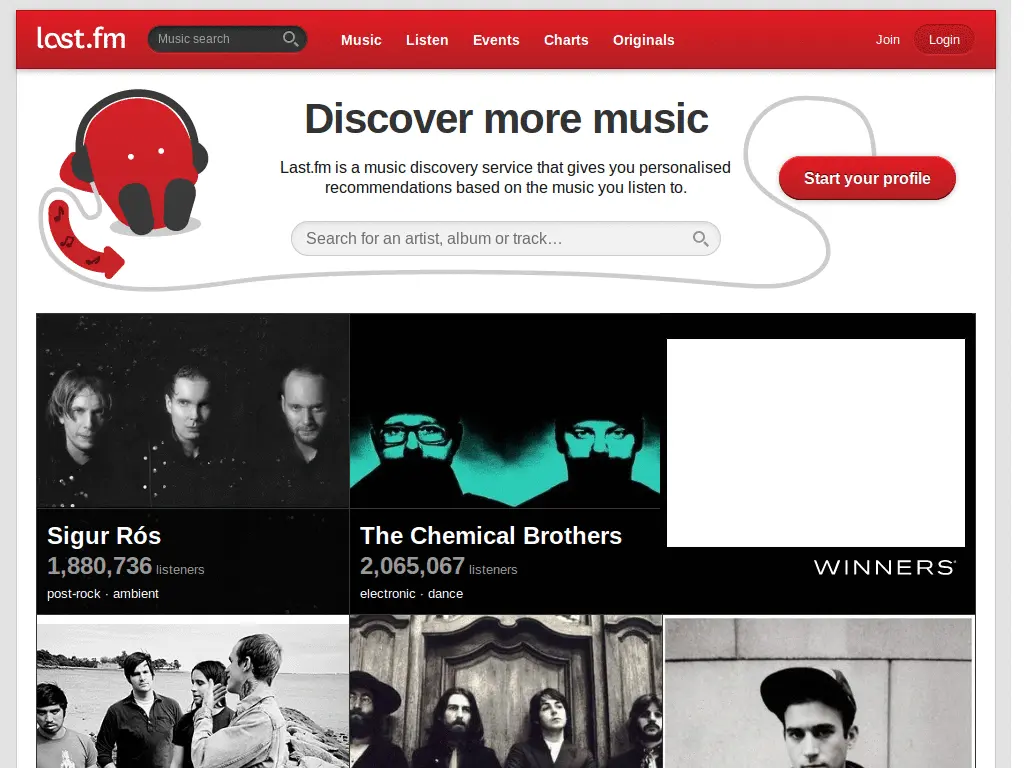 last.fm
Music search
Music Listen Events Charts Originals
Join Login
Discover more music
Last.fm is a music discovery service that gives you personalised
recommendations based on the music you listen to.
Start your profile
Search for an artist, album or track…
Sigur Rós
1,880,736 listeners
post-rock · ambient
The Chemical Brothers
2,065,067 listeners
electronic · dance
WINNERS